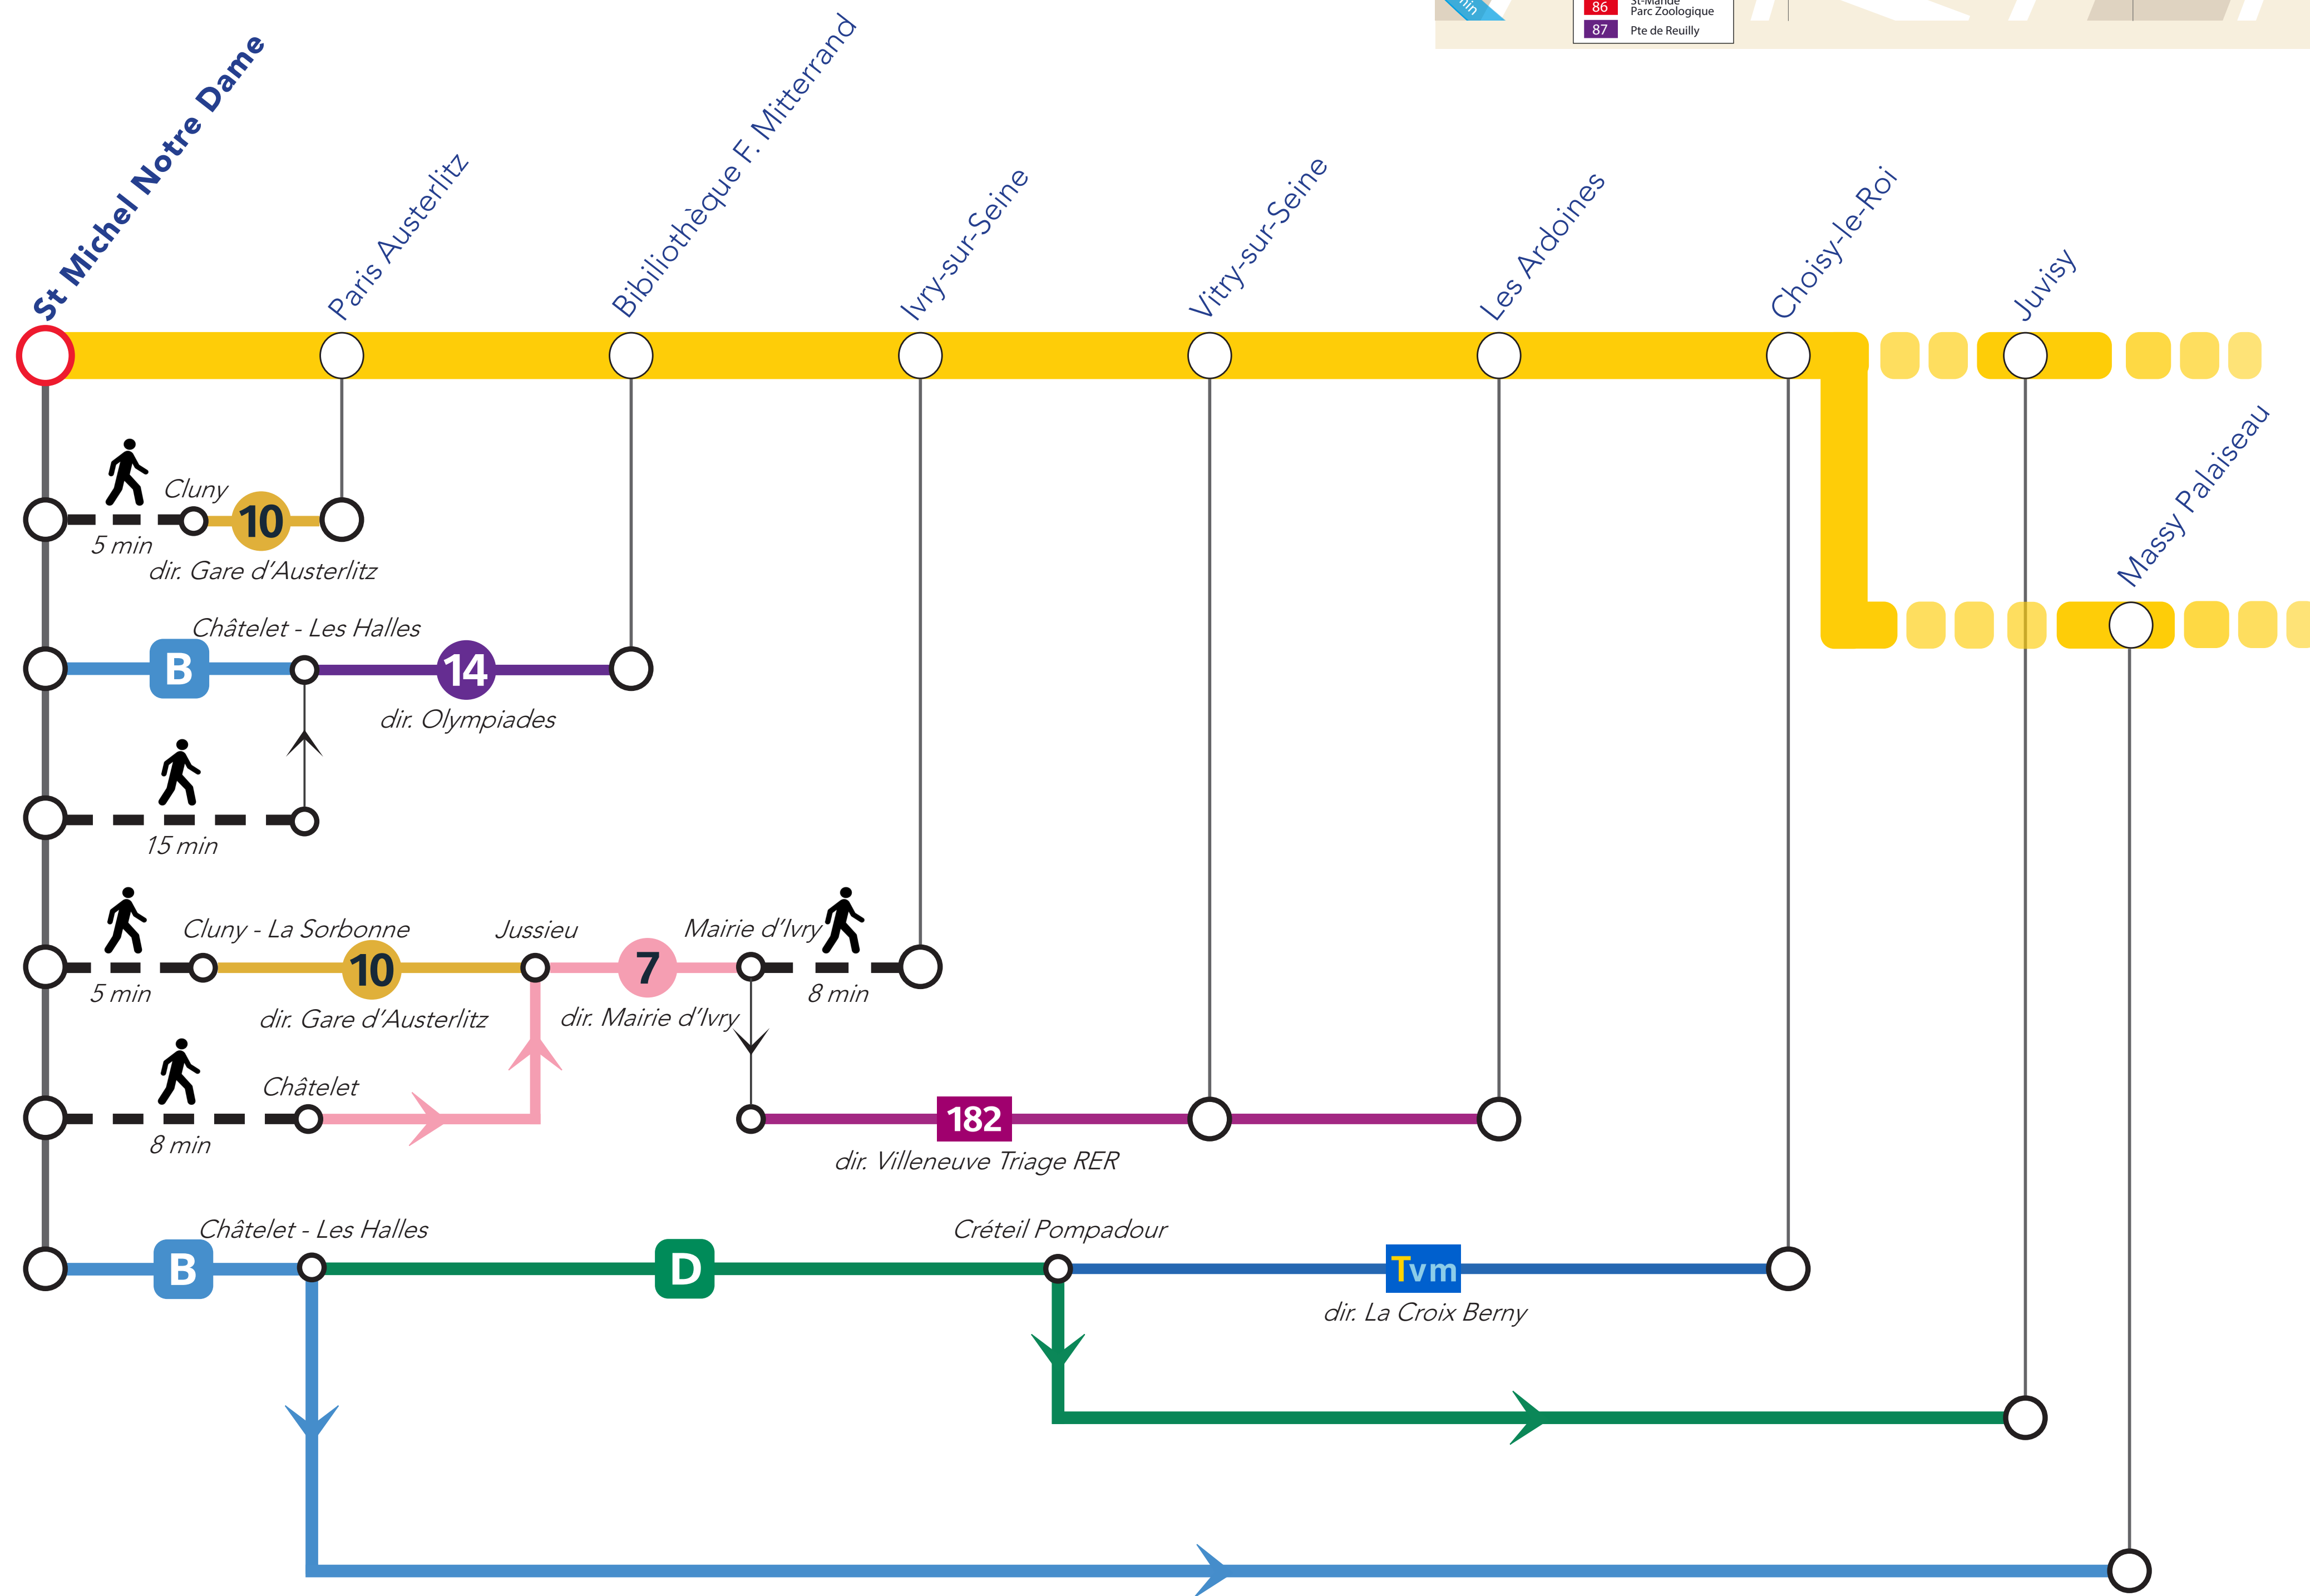 min
86 St-Mandé
Parc Zoologique
87 Pte de Reuilly
St Michel Notre Dame
Paris Austerlitz
Bibiliothèque F. Mitterrand
Ivry-sur-Seine
Vitry-sur-Seine
Les Ardoines
Choisy-le-Roi
Juvisy
Massy Palaiseau
Cluny
10
5 min
dir. Gare d'Austerlitz
Châtelet - Les Halles
B
14
dir. Olympiades
15 min
Cluny - La Sorbonne
Jussieu
Mairie d'Ivry
10
7
5 min
8 min
dir. Gare d'Austerlitz
dir. Mairie d'Ivry
Châtelet
8 min
182
dir. Villeneuve Triage RER
Châtelet - Les Halles
Créteil Pompadour
B
D
Tvm
dir. La Croix Berny